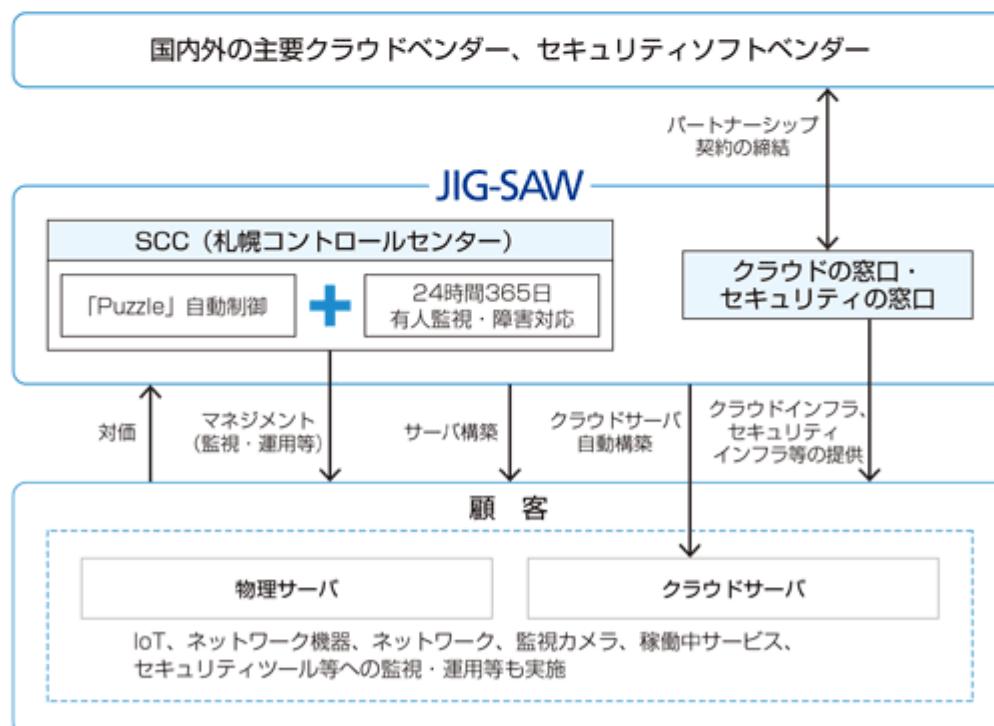 国内外の主要クラウドベンダー、セキュリティソフトベンダー
パートナーシップ
契約の締結
JIG-SAW
SCC（札幌コントロールセンター）
「Puzzle」自動制御
24時間365日
有人監視・障害対応
クラウドの窓口・
セキュリティの窓口
対価
マネジメント
（監視・運用等）
サーバ構築
クラウドサーバ
自動構築
クラウドインフラ、
セキュリティ
インフラ等の提供
顧　客
物理サーバ
クラウドサーバ
IoT、ネットワーク機器、ネットワーク、監視カメラ、稼働中サービス、
セキュリティツール等への監視・運用等も実施